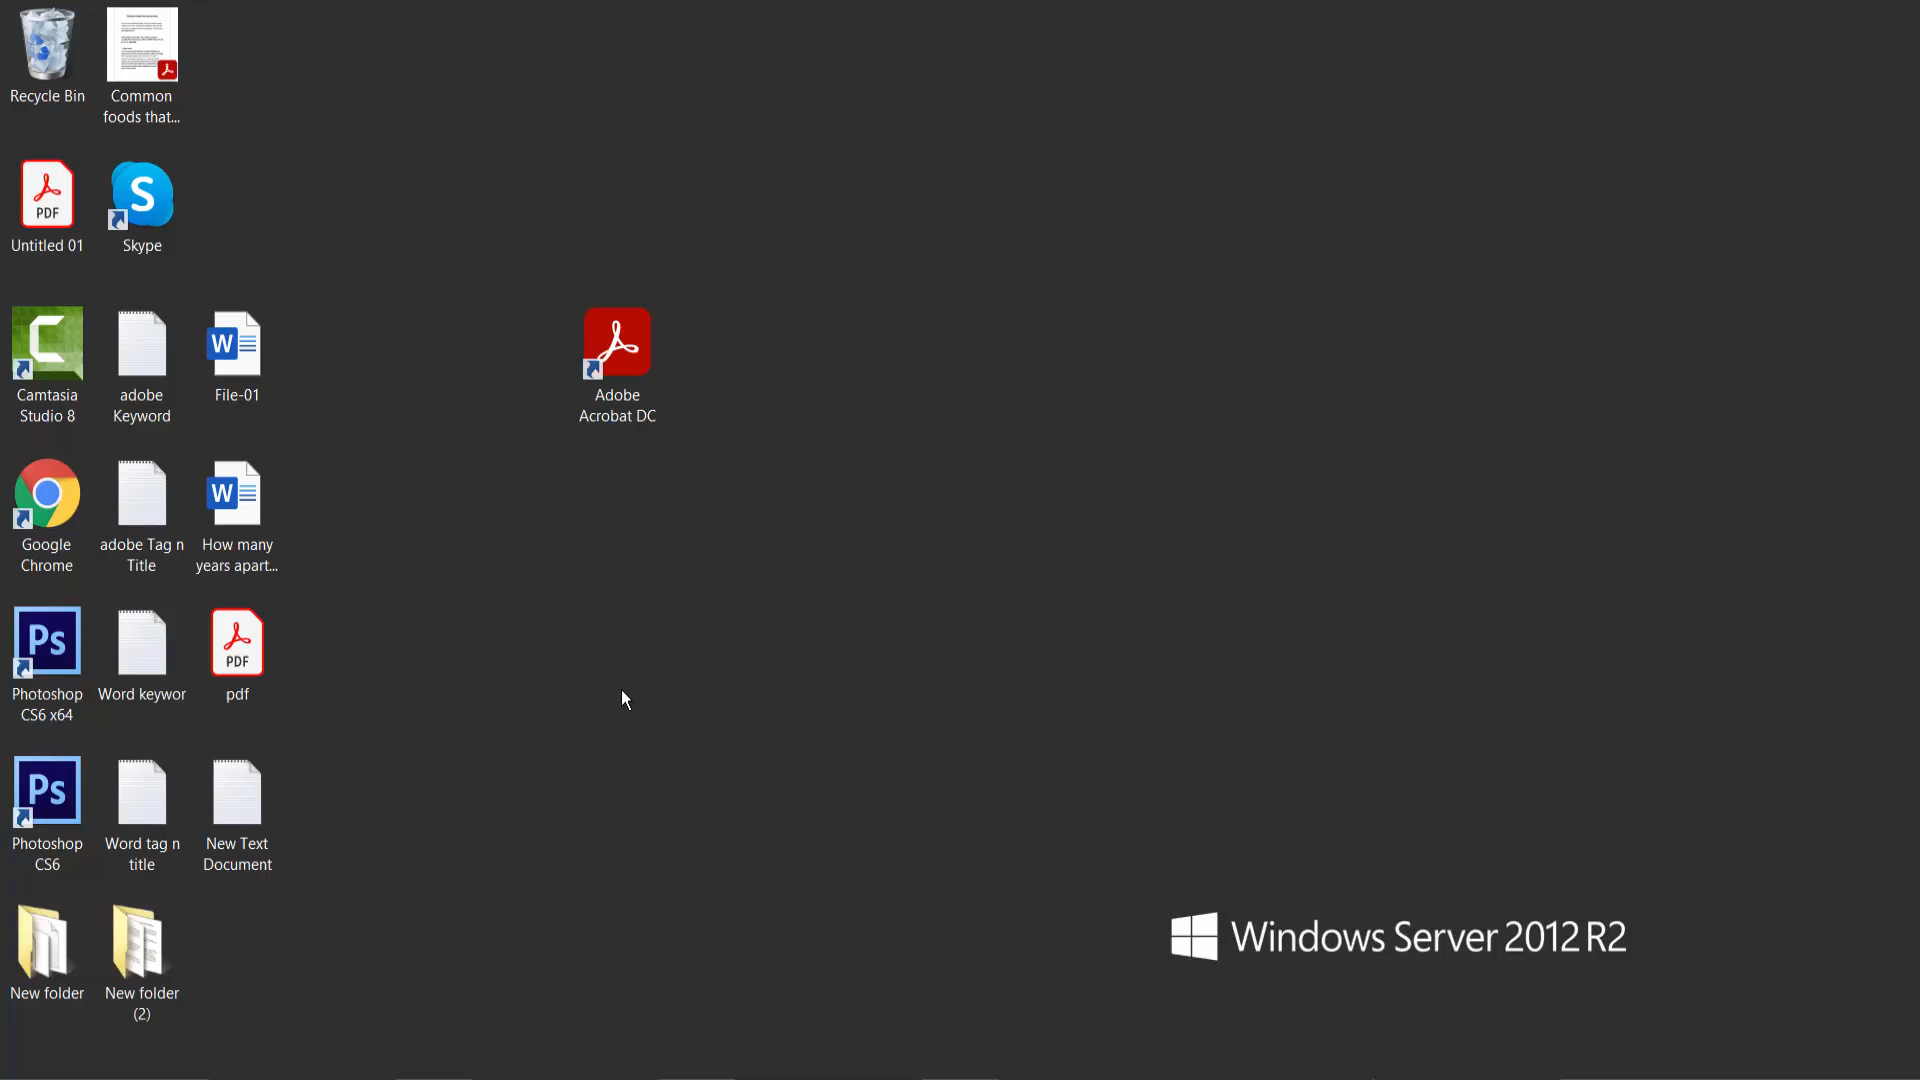 Recycle Bin
Common
foods that...
Untitled 01
PDF
S
Skype
Camtasia
Studio 8
adobe
Keyword
W
File-01
Adobe
Acrobat DC
Google
Chrome
adobe Tag n
Title
W
How many
years apart...
Ps
Photoshop
CS6 x64
Word keywor
PDF
pdf
Ps
Photoshop
CS6
Word tag n
title
New Text
Document
New folder
New folder
(2)
Windows Server 2012 R2